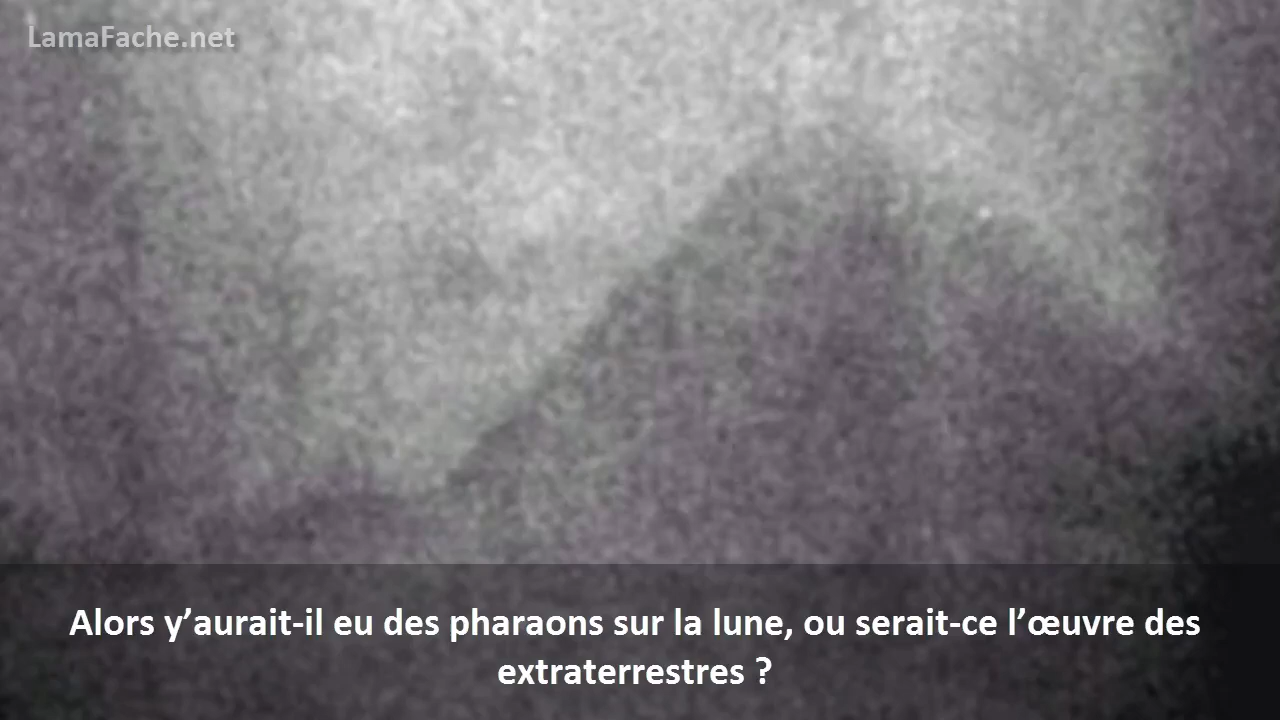 LamaFache.net
Alors y’aurait-il eu des pharaons sur la lune, ou serait-ce l’œuvre des
extraterrestres ?